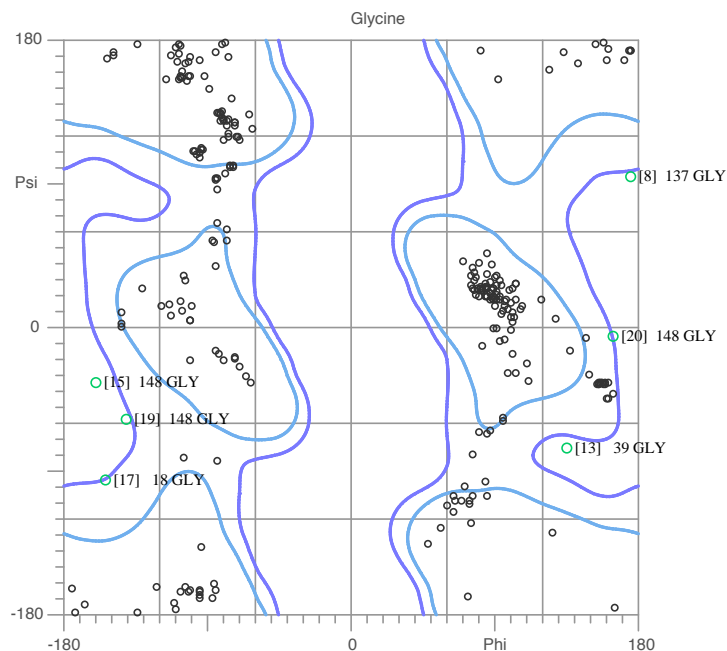 Glycine
180
[8] 137 GLY
Psi
0
[20] 148 GLY
[15] 148 GLY
[19] 148 GLY
[13] 39 GLY
[17] 18 GLY
-180
-180 0 Phi 180